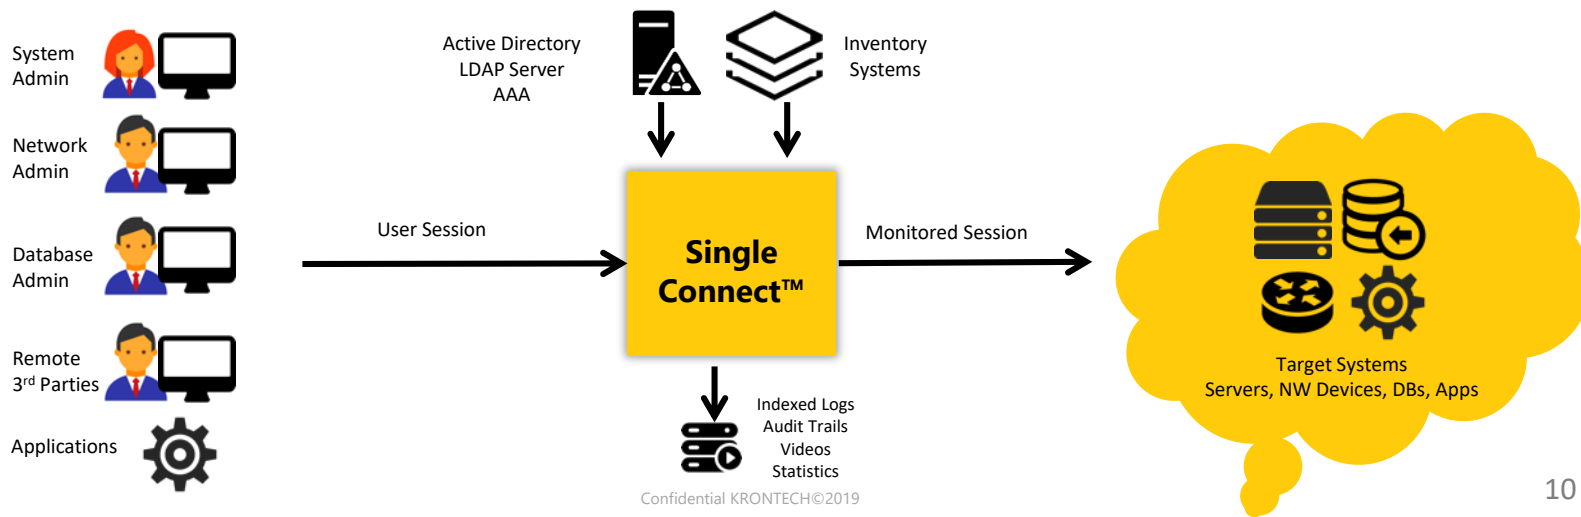 System
Admin
Network
Admin
Database
Admin
Remote
3rd Parties
Applications
Active Directory
LDAP Server
AAA
Inventory
Systems
User Session
Single
Connect™
Monitored Session
Indexed Logs
Audit Trails
Videos
Statistics
Target Systems
Servers, NW Devices, DBs, Apps
Confidential KRONTECH©2019
10